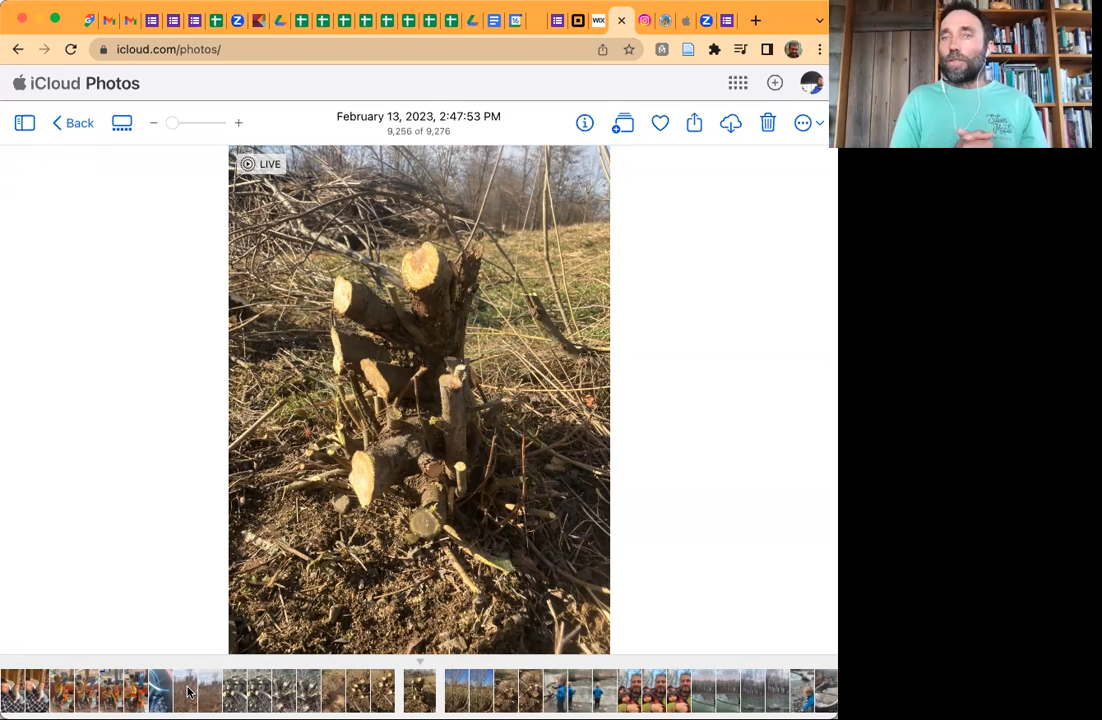 WIX
icloud.com/photos/
iCloud Photos
Back
February 13, 2023, 2:47:53 PM
9,256 of 9,276
LIVE